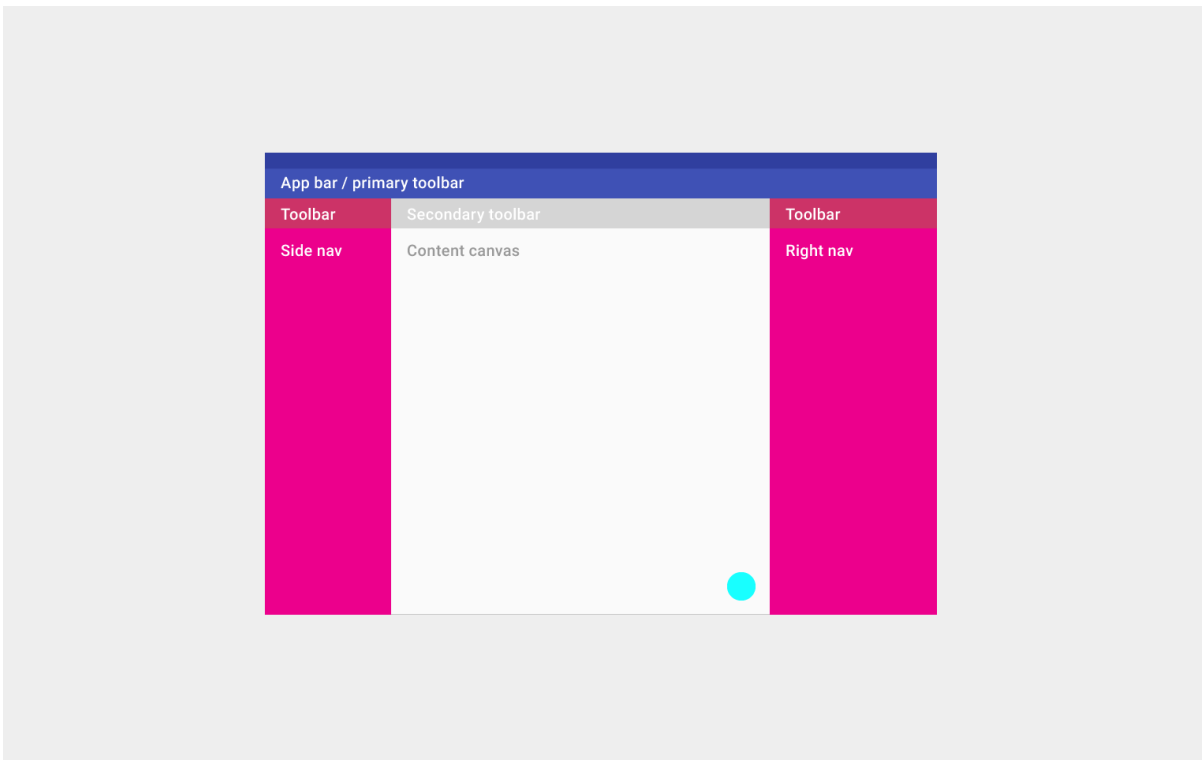 App bar / primary toolbar
Toolbar
Secondary toolbar
Toolbar
Side nav
Content canvas
Right nav